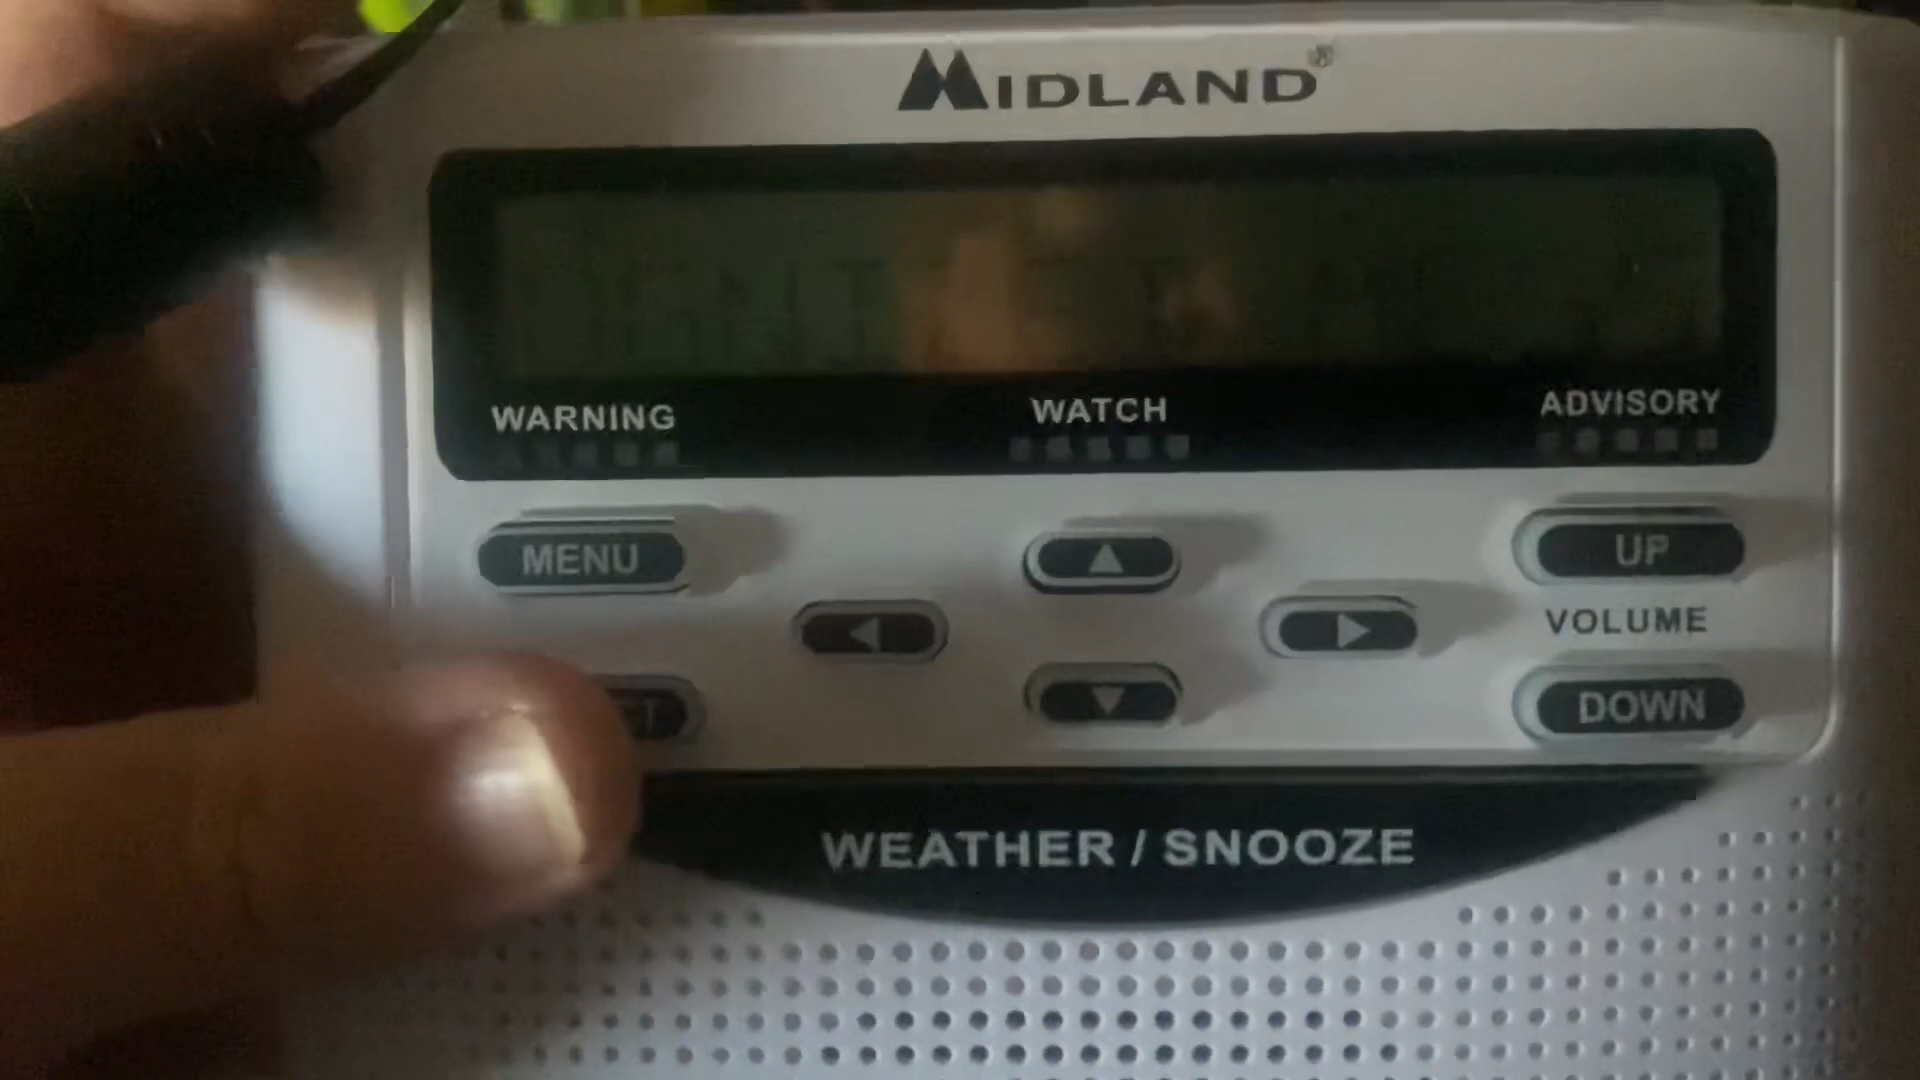 MIDLAND®
WARNING WATCH ADVISORY
MENU
UP
VOLUME
DOWN
WEATHER / SNOOZE